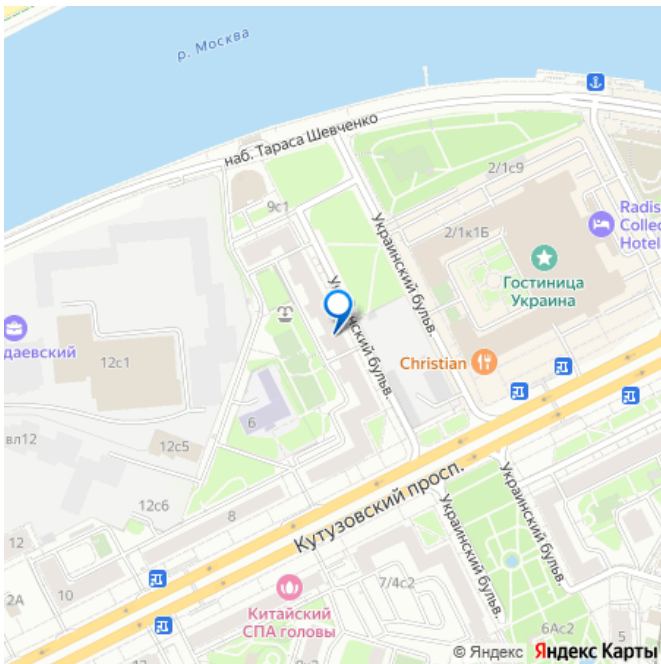 р. Москва
наб. Тараса Шевченко
2/1с9
9с1
Украинский бульв.
2/1к1Б
Radis
Collec
Hotel
Гостиница
Украина
Christian
даевский
12с1
6
вл12
12с5
12с6
8
Кутузовский просп.
Украинский бульв.
Украинский бульв.
12
10
2А
7/4с2
Китайский
СПА головы
6Ас2
5
© Яндекс Яндекс Карты